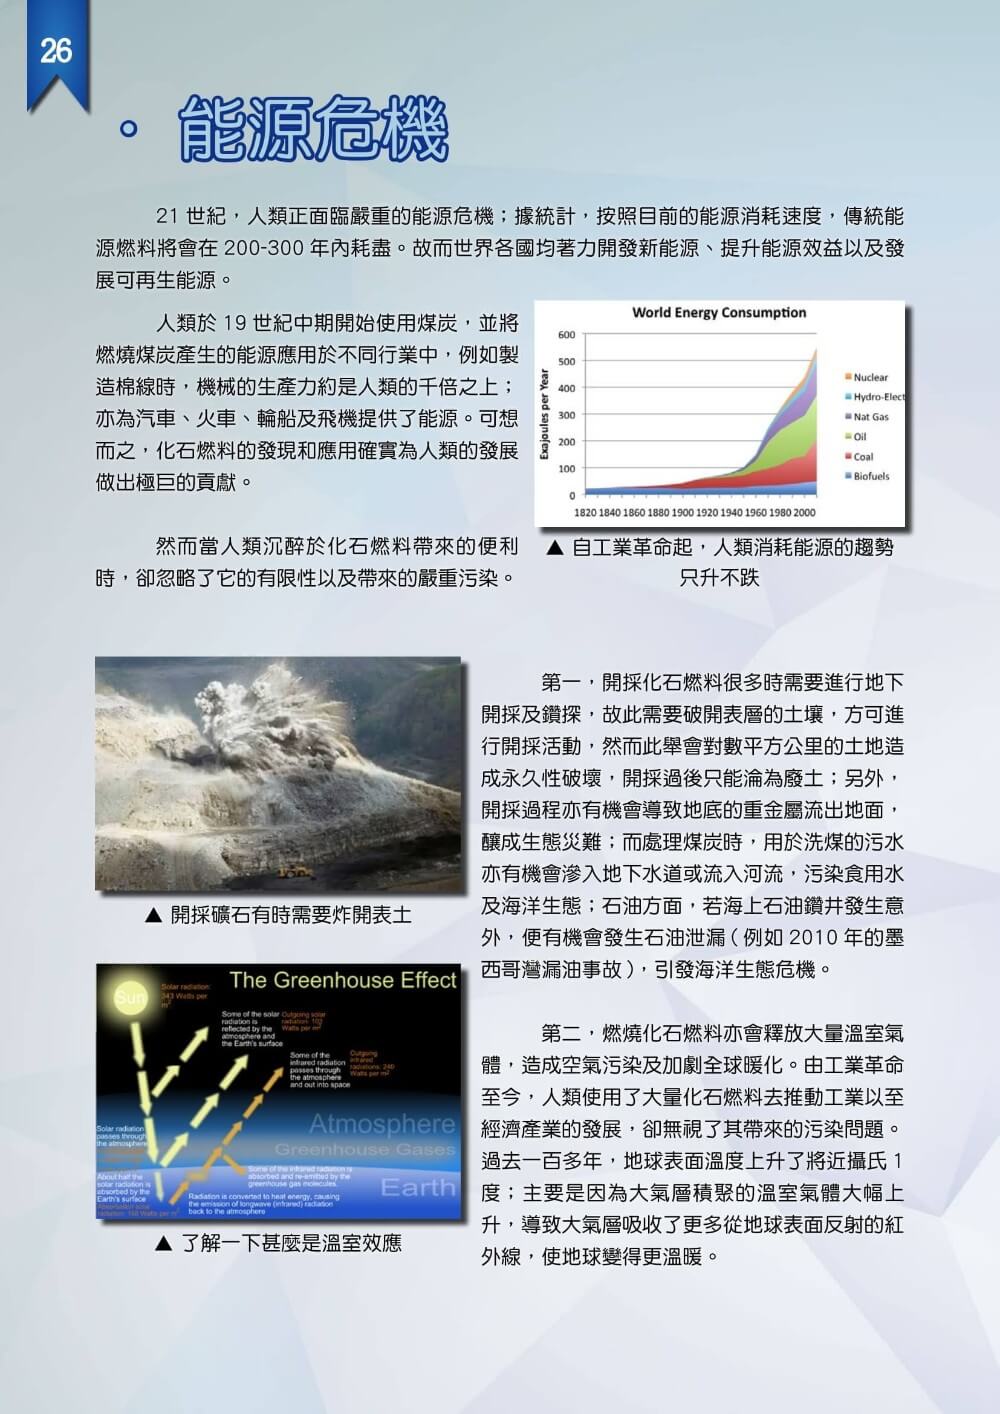 26
• 能源危機
21 世紀，人類正面臨嚴重的能源危機；據統計，按照目前的能源消耗速度，傳統能
源燃料將會在 200-300 年內耗盡。故而世界各國均著力開發新能源、提升能源效益以及發
展可再生能源。
人類於 19 世紀中期開始使用煤炭，並將
燃燒煤炭產生的能源應用於不同行業中，例如製
造棉線時，機械的生產力約是人類的千倍之上；
亦為汽車、火車、輪船及飛機提供了能源。可想
而之，化石燃料的發現和應用確實為人類的發展
做出極巨的貢獻。
然而當人類沉醉於化石燃料帶來的便利
時，卻忽略了它的有限性以及帶來的嚴重污染。
World Energy Consumption
Exajoules per Year
600
500
400
300
200
100
0
1820 1840 1860 1880 1900 1920 1940 1960 1980 2000
Nuclear
Hydro-Elect
Nat Gas
Oil
Coal
Biofuels
▲ 自工業革命起，人類消耗能源的趨勢
只升不跌
▲ 開採礦石有時需要炸開表土
第一，開採化石燃料很多時需要進行地下
開採及鑽探，故此需要破開表層的土壤，方可進
行開採活動，然而此舉會對數平方公里的土地造
成永久性破壞，開採過後只能淪為廢土；另外，
開採過程亦有機會導致地底的重金屬流出地面，
釀成生態災難；而處理煤炭時，用於洗煤的污水
亦有機會滲入地下水道或流入河流，污染食用水
及海洋生態；石油方面，若海上石油鑽井發生意
外，便有機會發生石油泄漏（例如 2010 年的墨
西哥灣漏油事故），引發海洋生態危機。
The Greenhouse Effect
Sun
Solar radiation:
343 Watts per
m²
Some of the solar
radiation is
reflected by the
atmosphere and
the Earth's surface
Outgoing solar
radiation: 103
Watts per m²
Some of the
infrared radiation
passes through
the atmosphere
and out into space
Outgoing
infrared
radiations: 240
Watts per m²
Atmosphere
Greenhouse Gases
Earth
Solar radiation
passes through
the atmosphere
About half the
solar radiation is
absorbed by the
Earth's surface
Absorbation solar
radiation: 168 Watts per m²
Some of the infrared radiation is
absorbed and re-emitted by the
greenhouse gas molecules.
Radiation is converted to heat energy, causing
the emission of longwave (infrared) radiation
back to the atmosphere
▲ 了解一下甚麼是溫室效應
第二，燃燒化石燃料亦會釋放大量溫室氣
體，造成空氣污染及加劇全球暖化。由工業革命
至今，人類使用了大量化石燃料去推動工業以至
經濟產業的發展，卻無視了其帶來的污染問題。
過去一百多年，地球表面溫度上升了將近攝氏 1
度；主要是因為大氣層積聚的溫室氣體大幅上
升，導致大氣層吸收了更多從地球表面反射的紅
外線，使地球變得更溫暖。